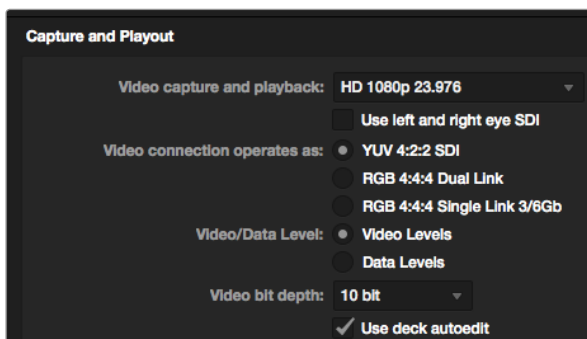 Capture and Playout
Video capture and playback: HD 1080p 23.976
Use left and right eye SDI
Video connection operates as: YUV 4:2:2 SDI
RGB 4:4:4 Dual Link
RGB 4:4:4 Single Link 3/6Gb
Video/Data Level: Video Levels
Data Levels
Video bit depth: 10 bit
Use deck autoedit